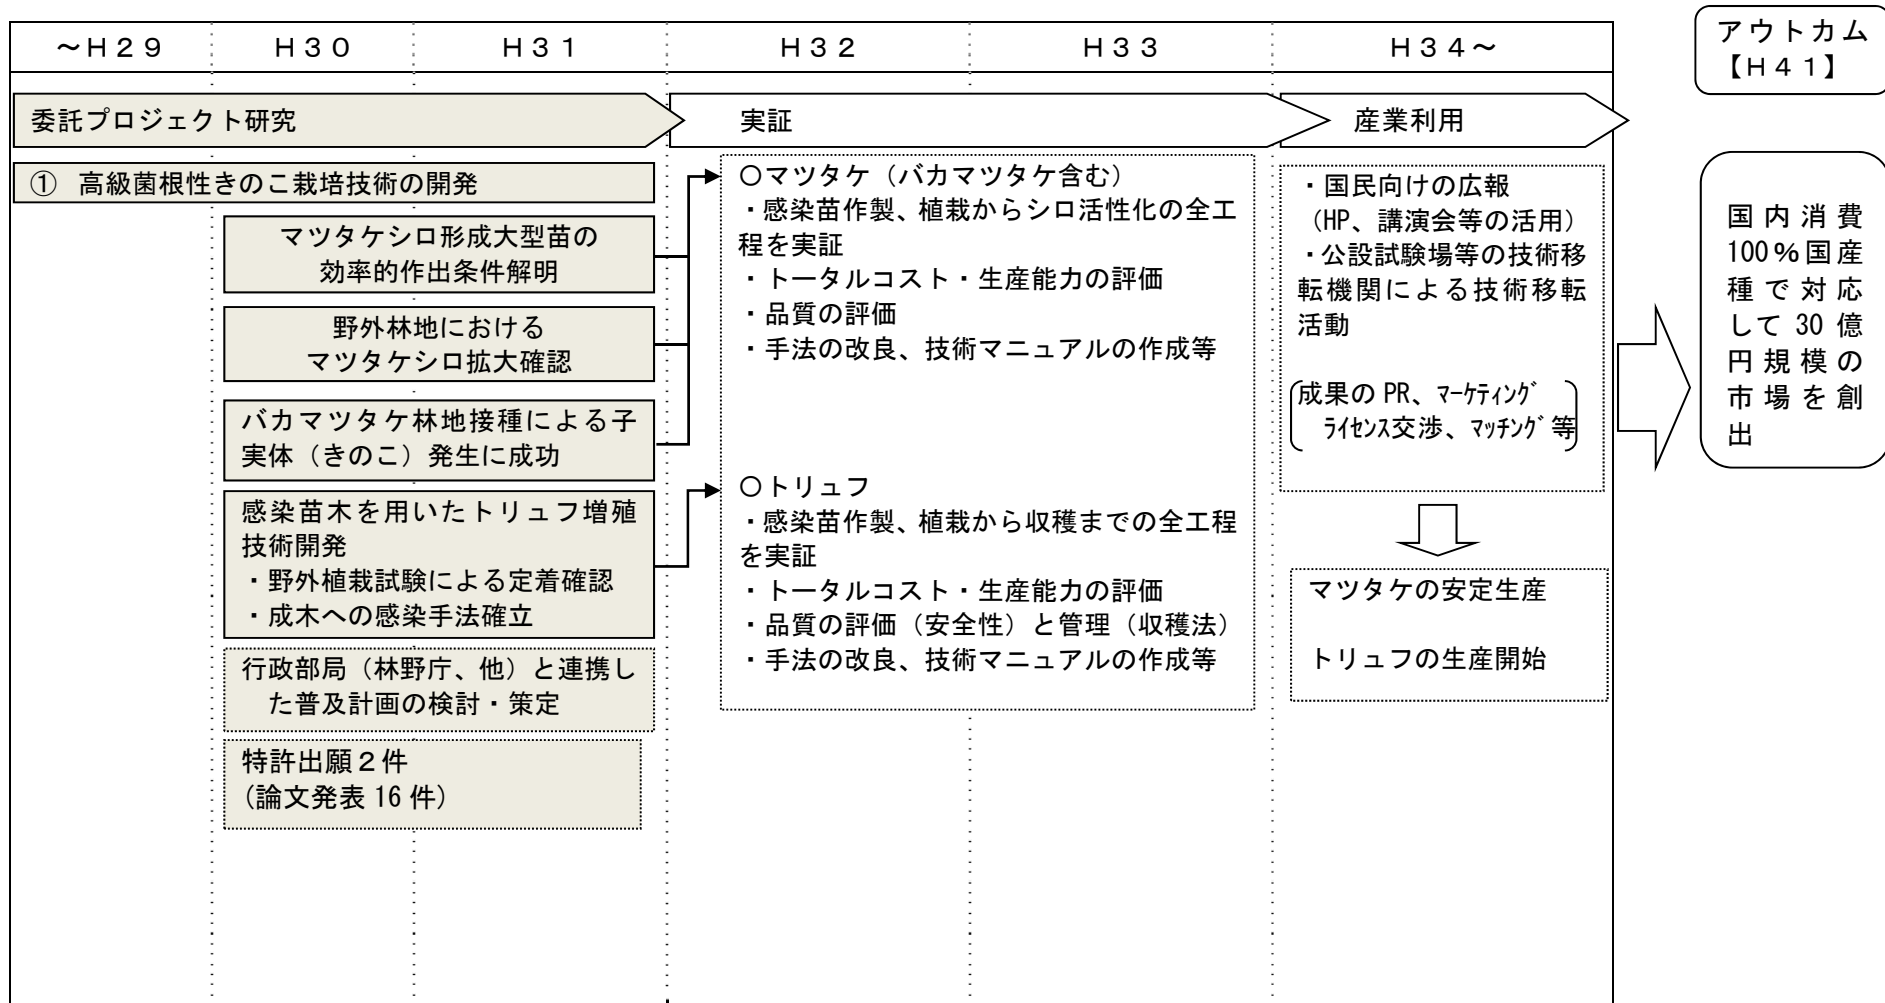 ～Ｈ２９ Ｈ３０ Ｈ３１ Ｈ３２ Ｈ３３ Ｈ３４～
アウトカム
【Ｈ４１】
委託プロジェクト研究
実証
産業利用
① 高級菌根性きのこ栽培技術の開発
マツタケシロ形成大型苗の
効率的作出条件解明
野外林地における
マツタケシロ拡大確認
バカマツタケ林地接種による子
実体（きのこ）発生に成功
感染苗木を用いたトリュフ増殖
技術開発
・野外植栽試験による定着確認
・成木への感染手法確立
行政部局（林野庁、他）と連携し
た普及計画の検討・策定
特許出願２件
(論文発表 16 件)
○マツタケ（バカマツタケ含む）
・感染苗作製、植栽からシロ活性化の全工
程を実証
・トータルコスト・生産能力の評価
・品質の評価
・手法の改良、技術マニュアルの作成等
○トリュフ
・感染苗作製、植栽から収穫までの全工程
を実証
・トータルコスト・生産能力の評価
・品質の評価（安全性）と管理（収穫法）
・手法の改良、技術マニュアルの作成等
・国民向けの広報
（HP、講演会等の活用）
・公設試験場等の技術移
転機関による技術移転
活動
成果の PR、ﾏｰｹﾃｨﾝｸﾞ
ﾗｲｾﾝｽ交渉、ﾏｯﾁﾝｸﾞ等
マツタケの安定生産
トリュフの生産開始
国内消費
100％国産
種で対応
して 30 億
円規模の
市場を創
出